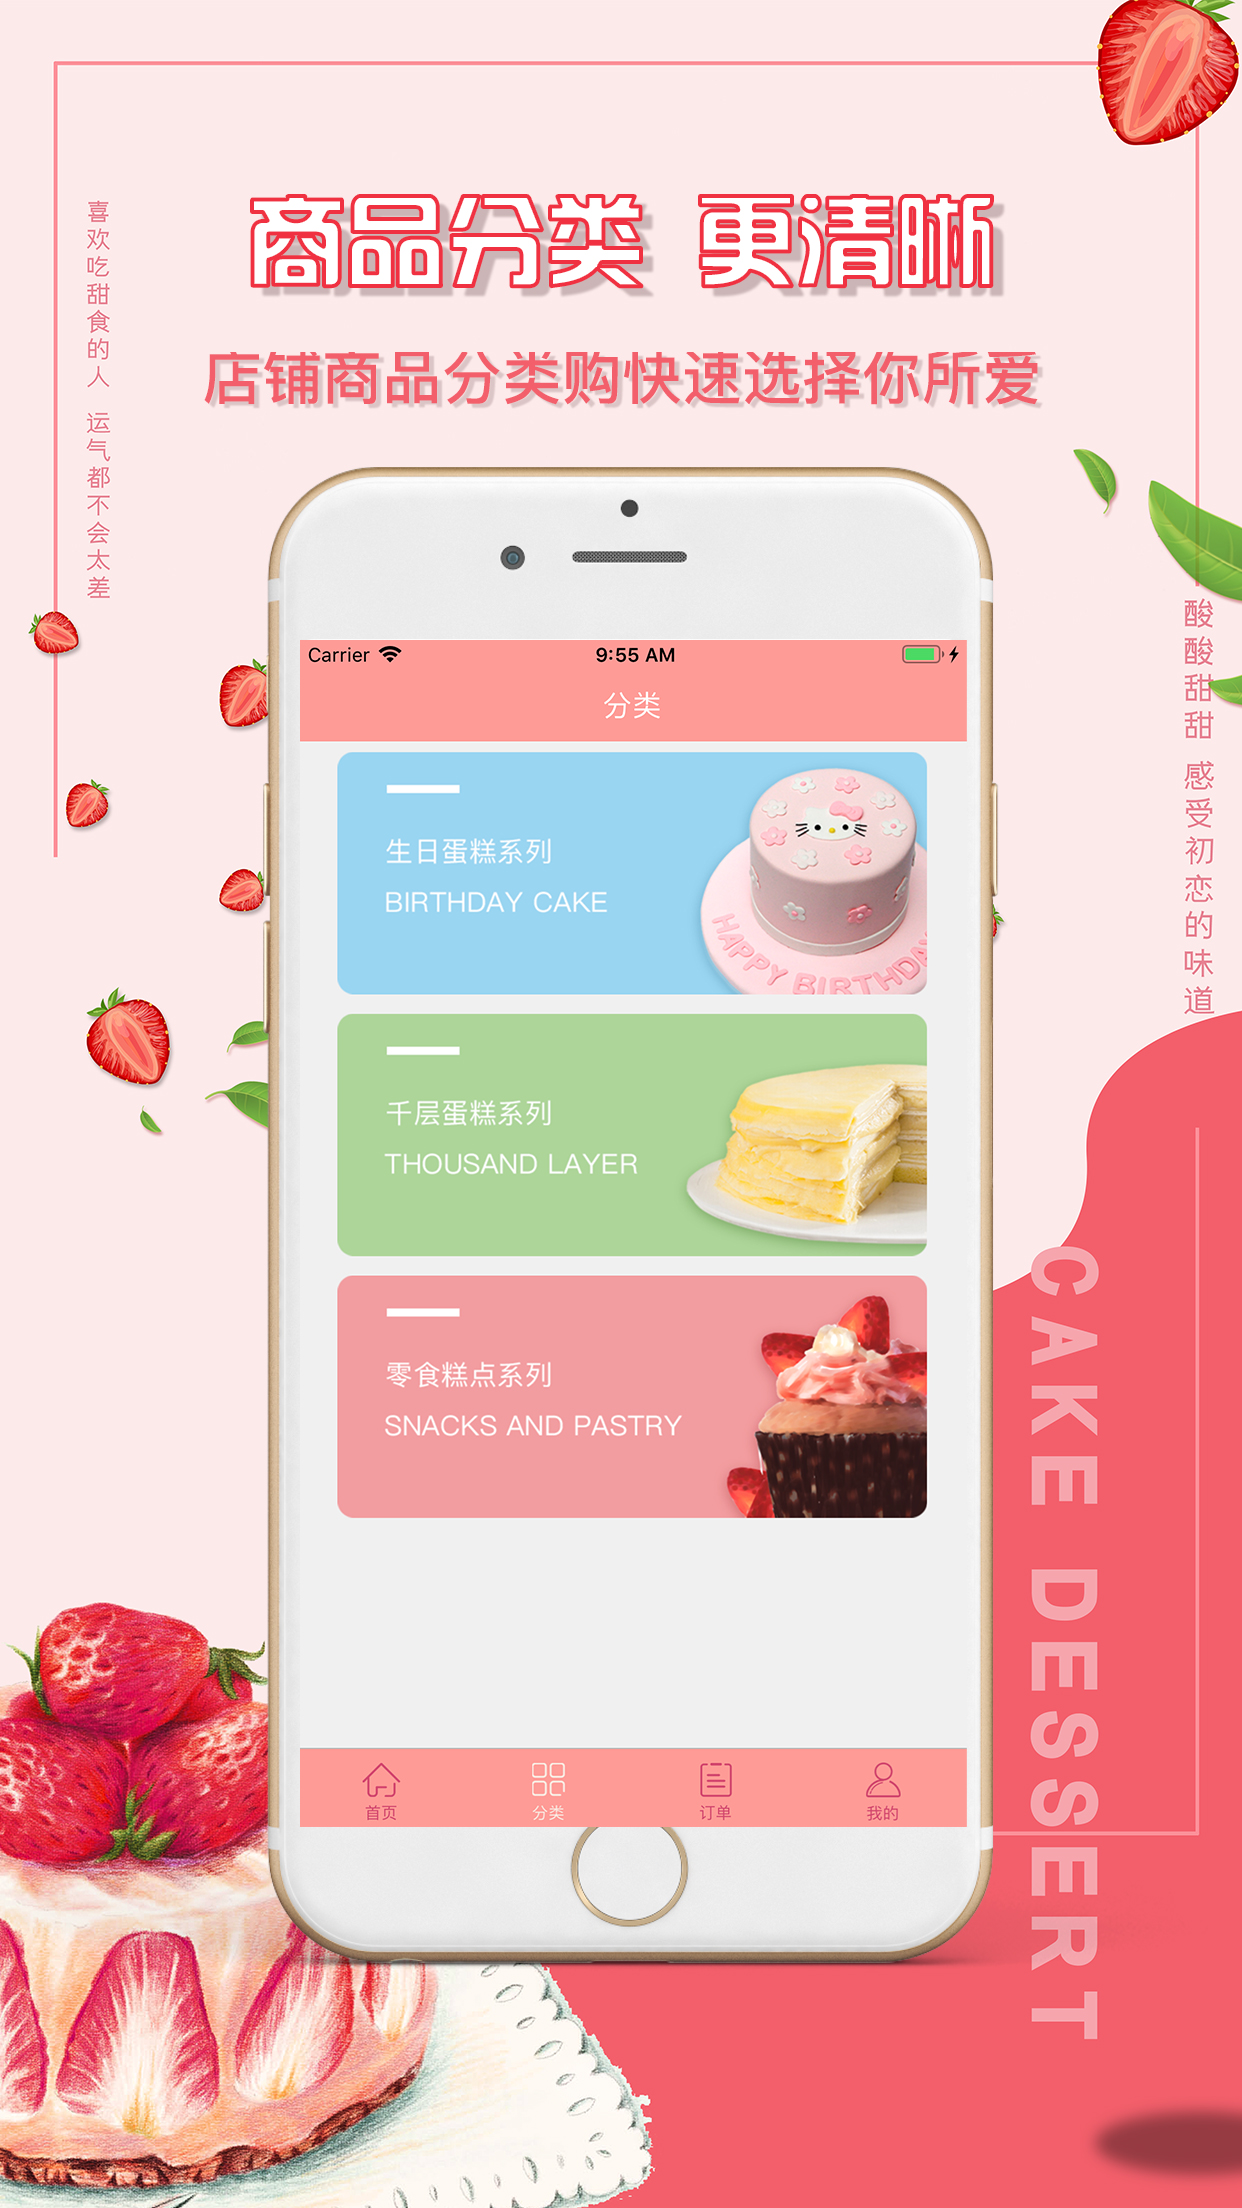 商品分类 更清晰
店铺商品分类购快速选择你所爱
喜欢吃甜食的人 运气都不会太差
Carrier 9:55 AM
分类
生日蛋糕系列
BIRTHDAY CAKE
HAPPY BIRTHDAY
千层蛋糕系列
THOUSAND LAYER
零食糕点系列
SNACKS AND PASTRY
首页
分类
订单
我的
酸酸甜甜 感受初恋的味道
CAKE DESSERT